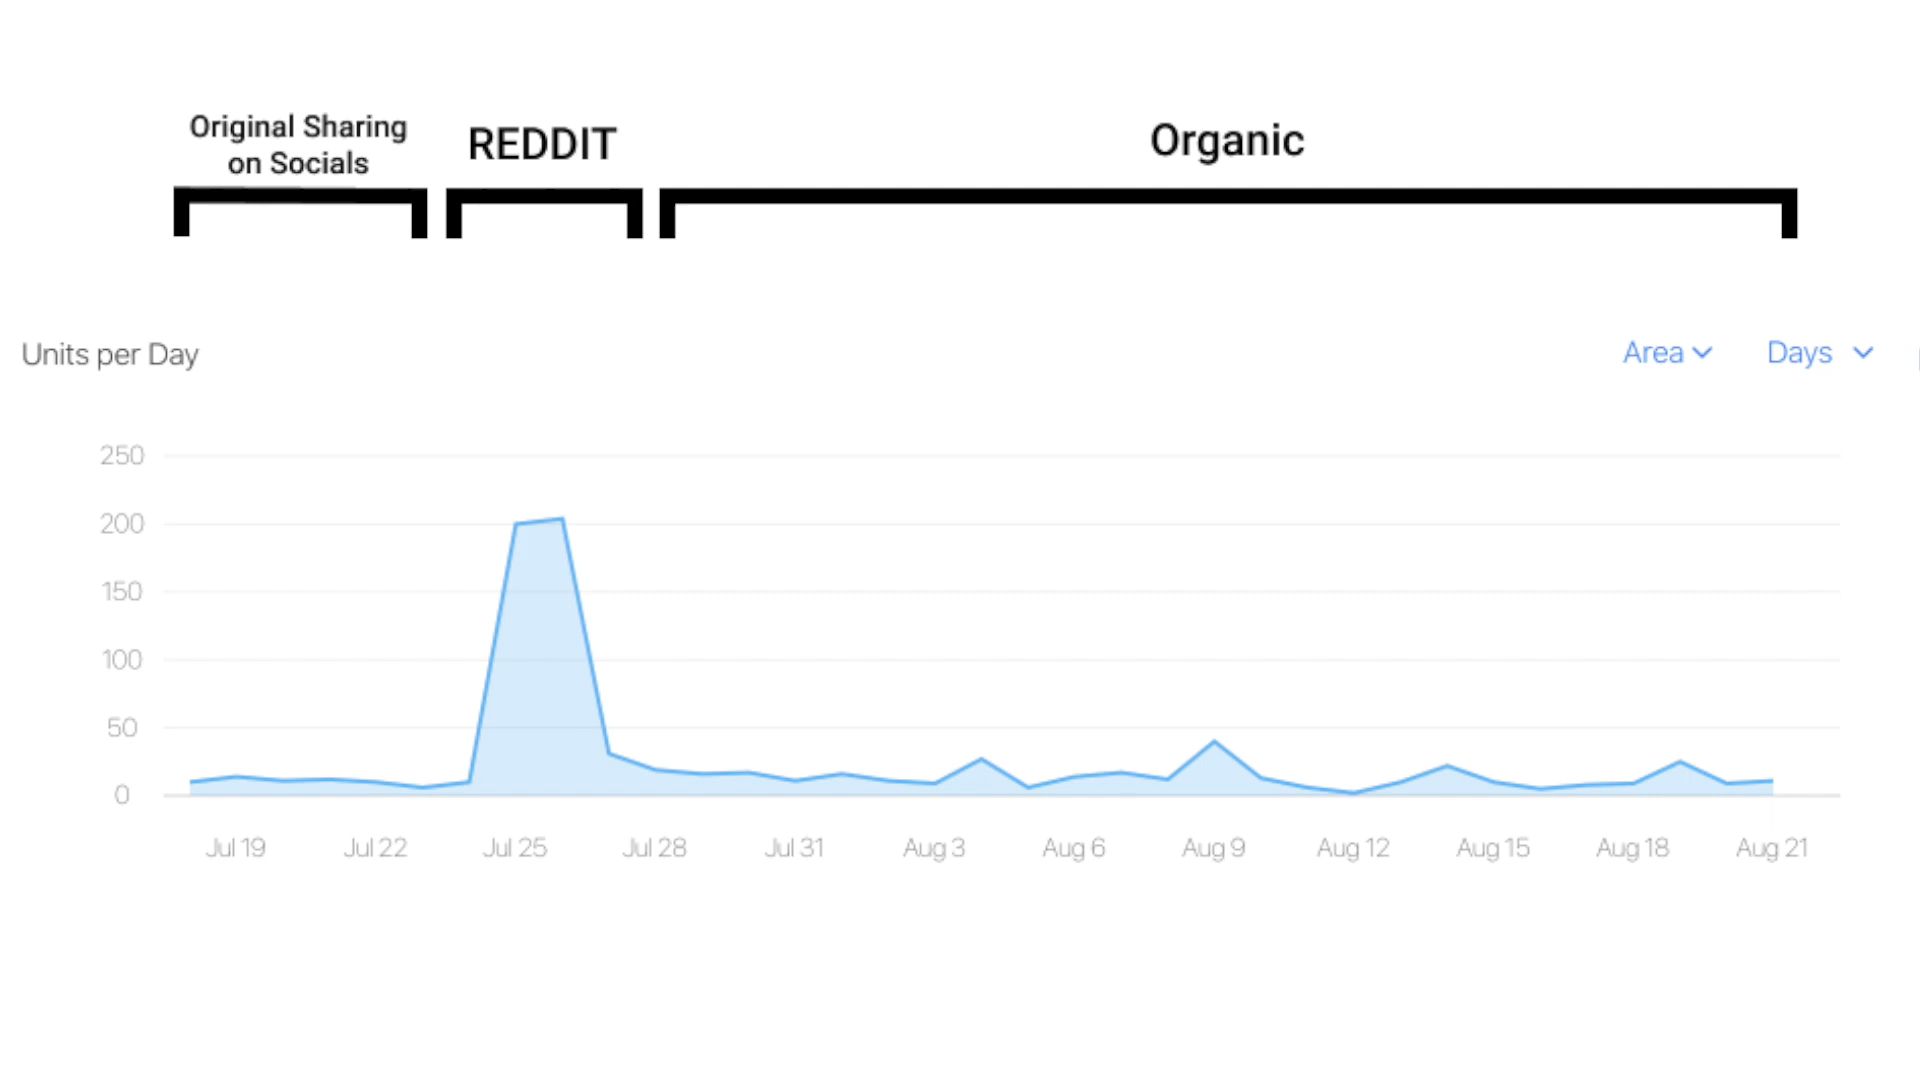 Original Sharing
on Socials
REDDIT
Organic
Units per Day
Area
Days
250
200
150
100
50
0
Jul 19
Jul 22
Jul 25
Jul 28
Jul 31
Aug 3
Aug 6
Aug 9
Aug 12
Aug 15
Aug 18
Aug 21